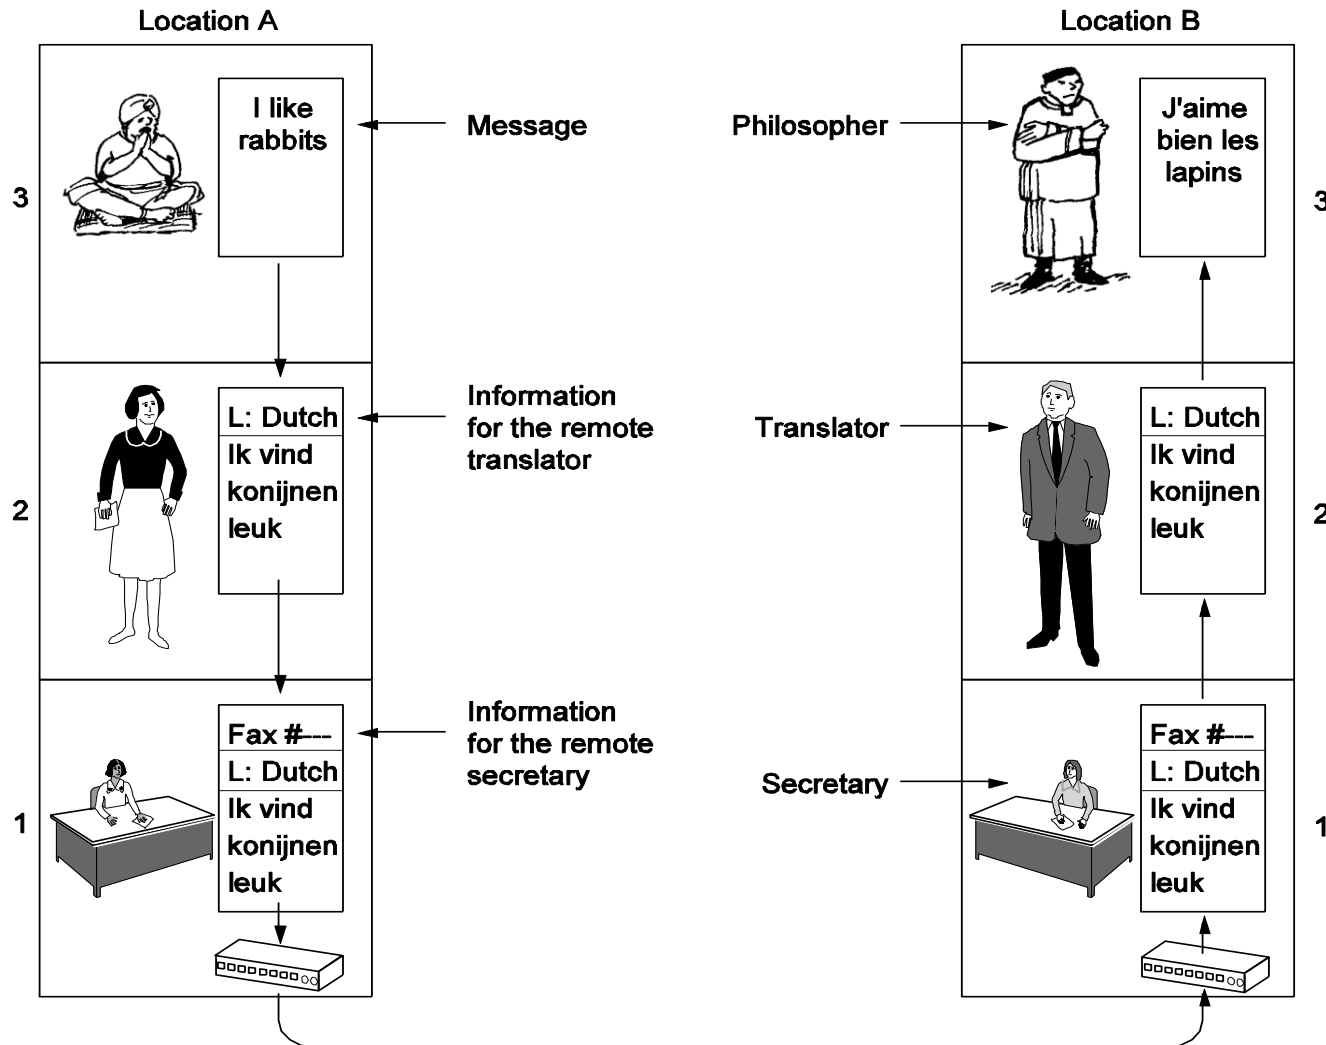 Location A
Location B
I like
rabbits
Message
Philosopher
J'aime
bien les
lapins
3
3
L: Dutch
Ik vind
konijnen
leuk
Information
for the remote
translator
Translator
L: Dutch
Ik vind
konijnen
leuk
2
2
Fax #---
L: Dutch
Ik vind
konijnen
leuk
Information
for the remote
secretary
Secretary
Fax #---
L: Dutch
Ik vind
konijnen
leuk
1
1